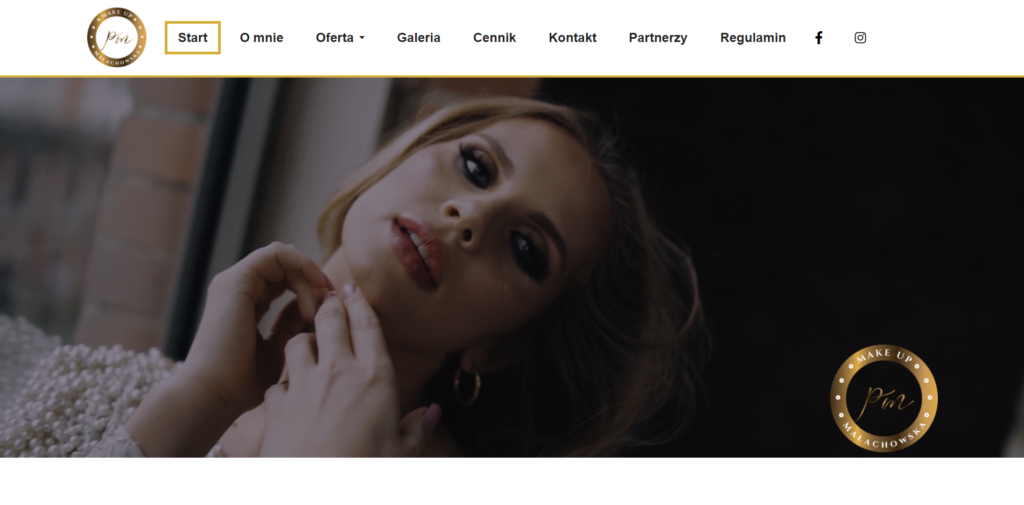 MAKE UP
pm
MALACHOWSKA
Start
O mnie
Oferta
Galeria
Cennik
Kontakt
Partnerzy
Regulamin
MAKE UP
pm
MALACHOWSKA